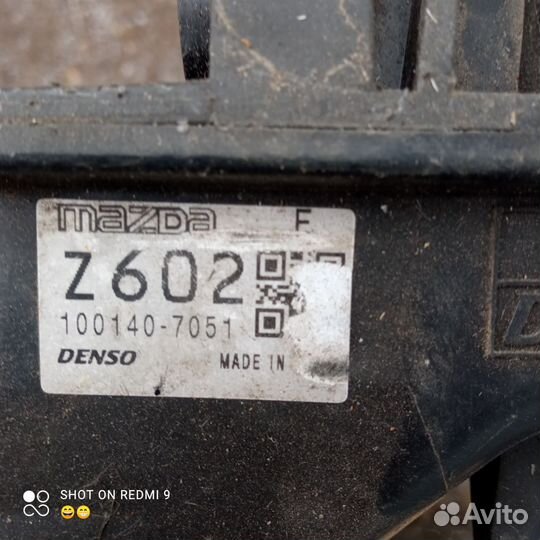 mazda F
Z602
100140-7051
DENSO MADE IN
SHOT ON REDMI 9
Avito